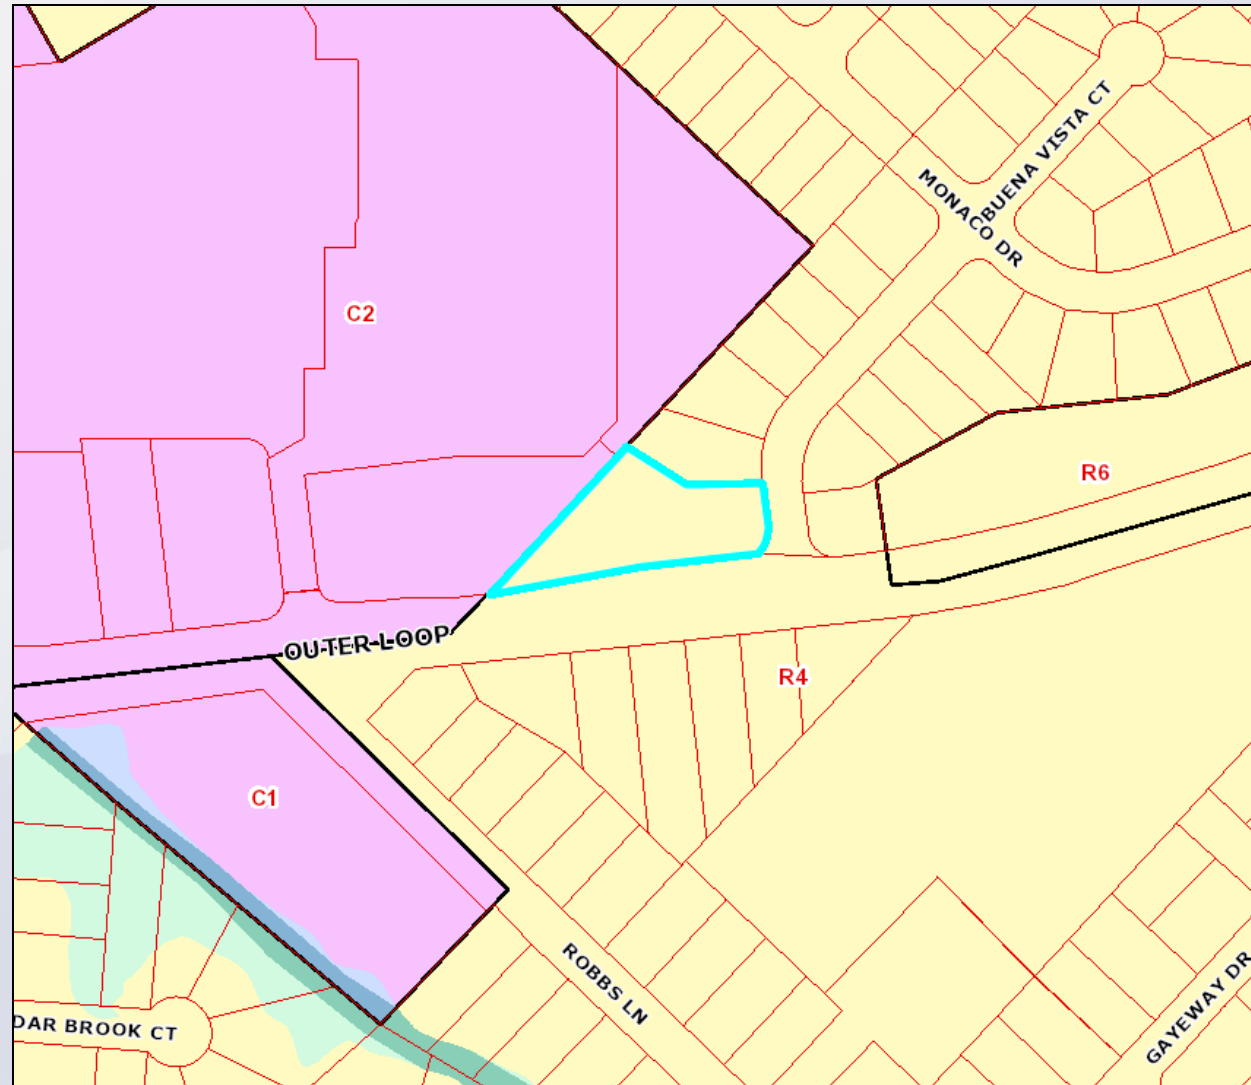 BUENA VISTA CT
MONACO DR
C2
R6
OUTER LOOP
R4
C1
ROBBS LN
GAYEWAY DR
DAR BROOK CT